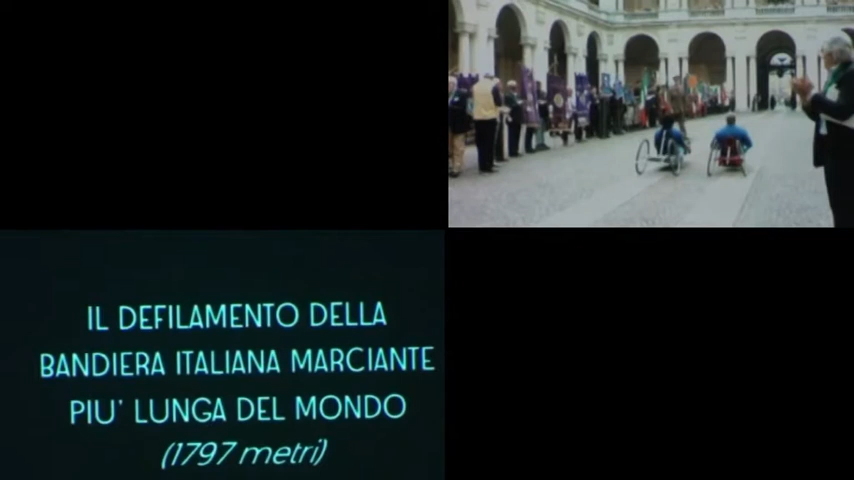 IL DEFILAMENTO DELLA
BANDIERA ITALIANA MARCIANTE
PIU' LUNGA DEL MONDO
(1797 metri)